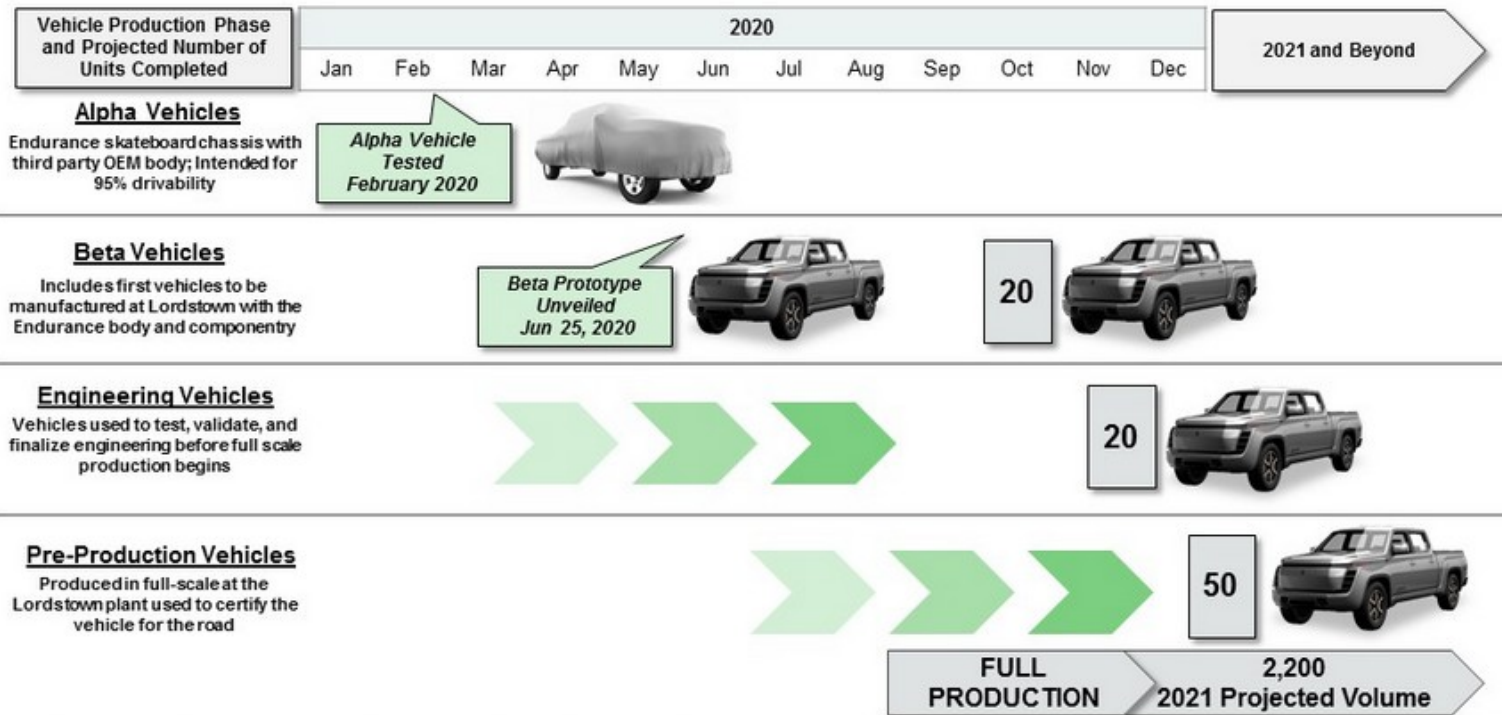 Vehicle Production Phase
and Projected Number of
Units Completed
2020
Jan Feb Mar Apr May Jun Jul Aug Sep Oct Nov Dec
2021 and Beyond
Alpha Vehicles
Endurance skateboard chassis with
third party OEM body; Intended for
95% drivability
Alpha Vehicle
Tested
February 2020
Beta Vehicles
Includes first vehicles to be
manufactured at Lordstown with the
Endurance body and componentry
Beta Prototype
Unveiled
Jun 25, 2020
20
Engineering Vehicles
Vehicles used to test, validate, and
finalize engineering before full scale
production begins
20
Pre-Production Vehicles
Produced in full-scale at the
Lordstown plant used to certify the
vehicle for the road
50
FULL
PRODUCTION
2,200
2021 Projected Volume